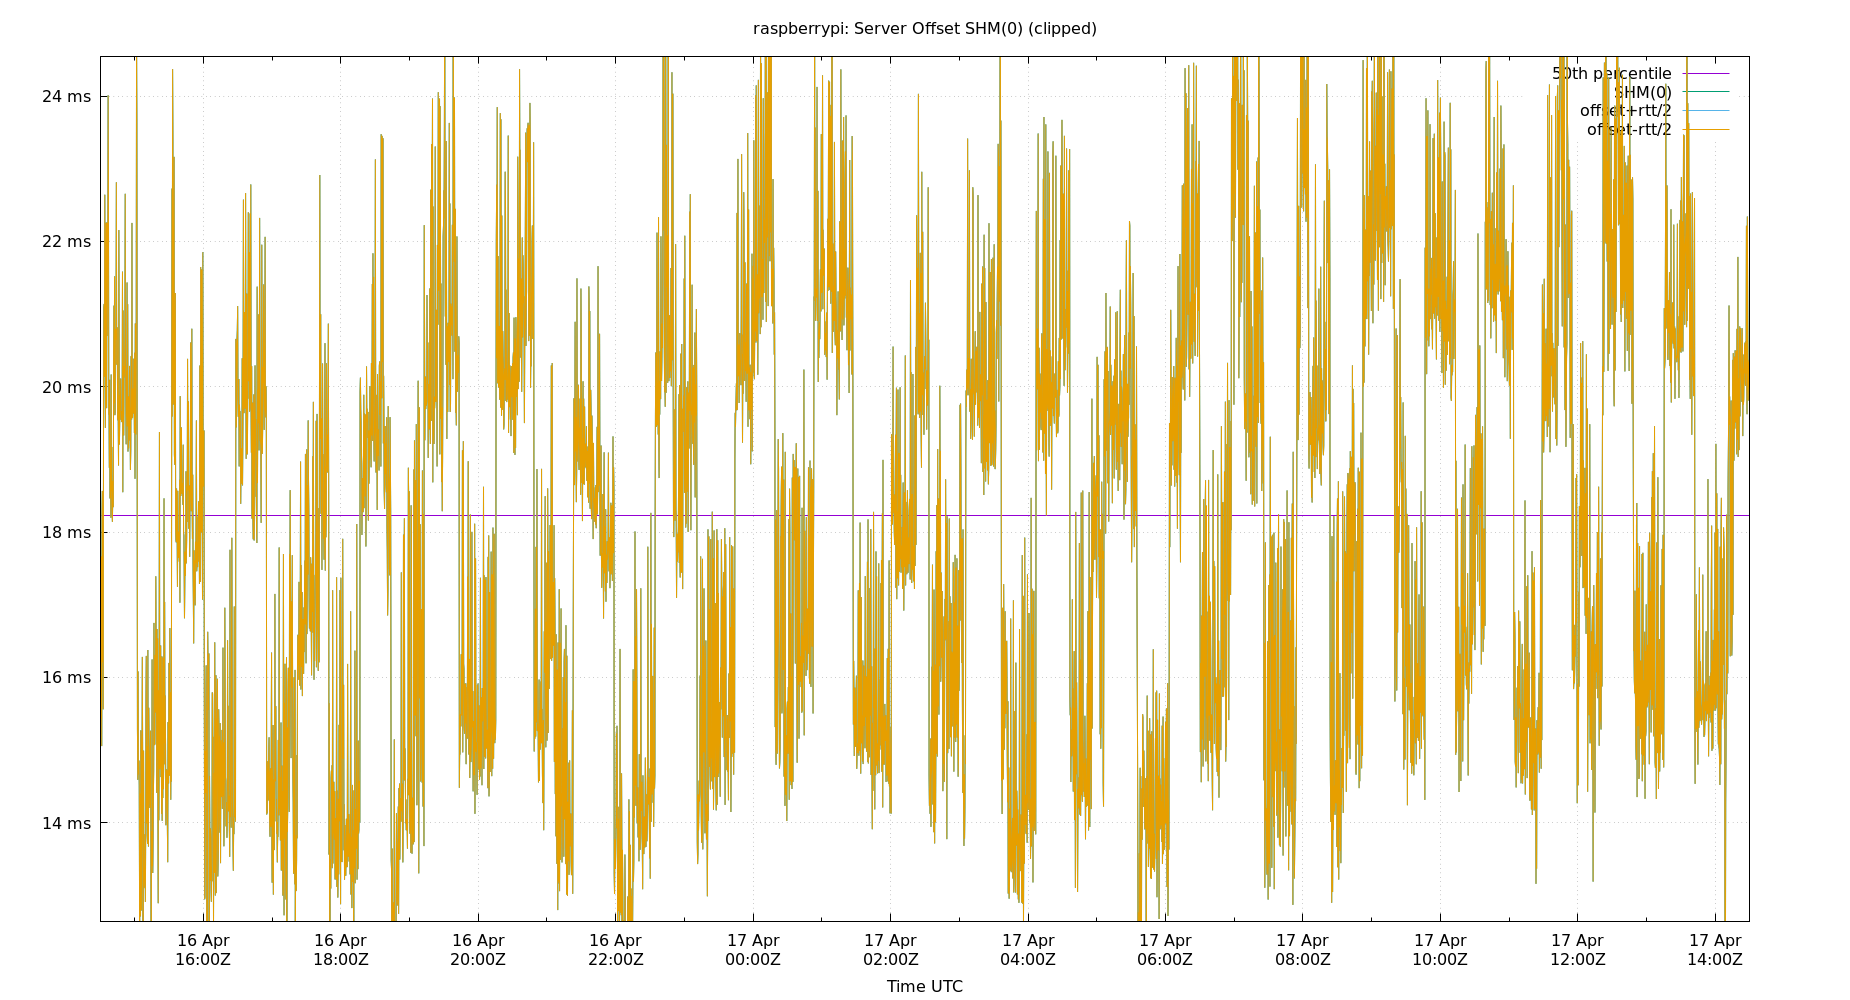 raspberrypi: Server Offset SHM(0) (clipped)
50th percentile
SHM(0)
offset+rtt/2
offset-rtt/2
24 ms
22 ms
20 ms
18 ms
16 ms
14 ms
16 Apr 16 Apr 16 Apr 16 Apr 17 Apr 17 Apr 17 Apr 17 Apr 17 Apr 17 Apr 17 Apr 17 Apr
16:00Z 18:00Z 20:00Z 22:00Z 00:00Z 02:00Z 04:00Z 06:00Z 08:00Z 10:00Z 12:00Z 14:00Z
Time UTC